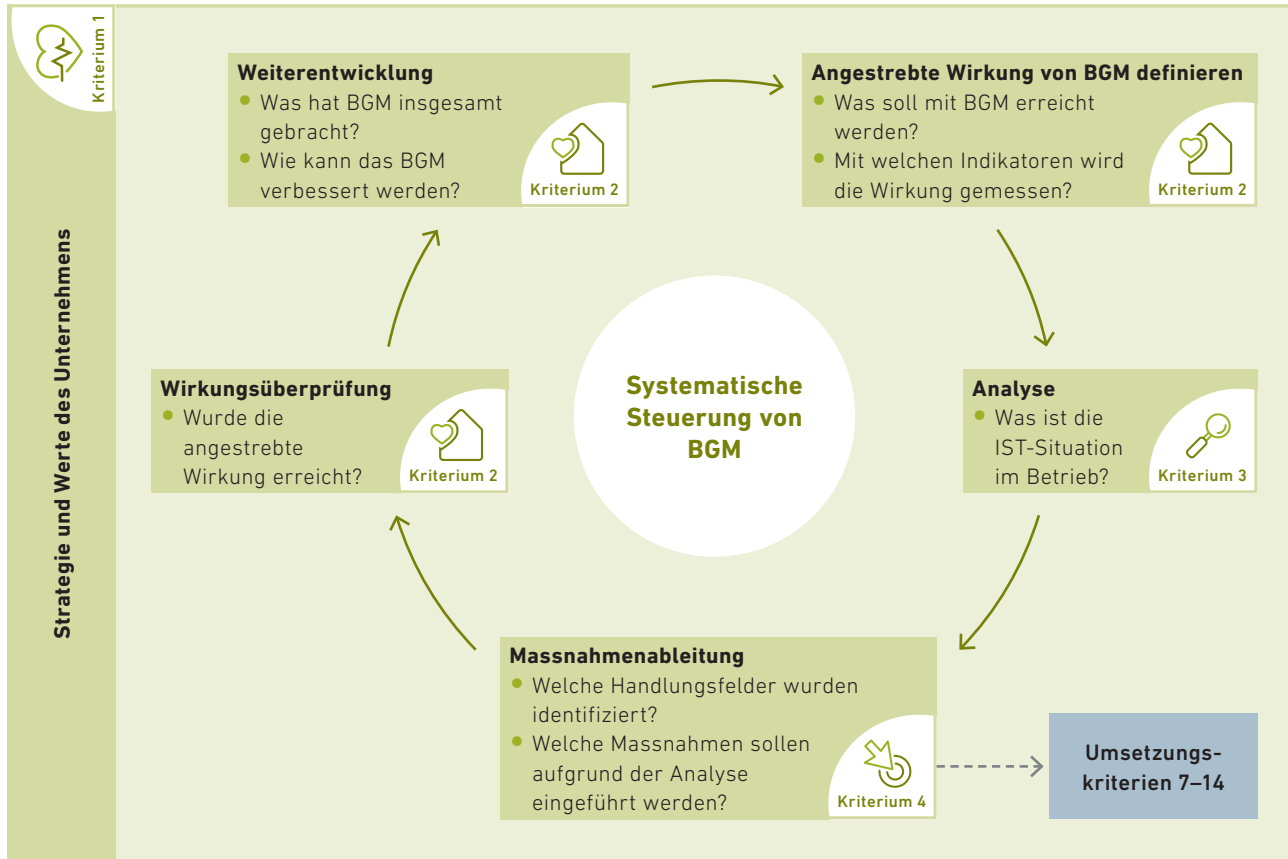 Kriterium 1
Strategie und Werte des Unternehmens
Weiterentwicklung
• Was hat BGM insgesamt
gebracht?
• Wie kann das BGM
verbessert werden?
Kriterium 2
Angestrebte Wirkung von BGM definieren
• Was soll mit BGM erreicht
werden?
• Mit welchen Indikatoren wird
die Wirkung gemessen?
Kriterium 2
Wirkungsüberprüfung
• Wurde die
angestrebte
Wirkung erreicht?
Kriterium 2
Systematische
Steuerung von
BGM
Analyse
• Was ist die
IST-Situation
im Betrieb?
Kriterium 3
Massnahmenableitung
• Welche Handlungsfelder wurden
identifiziert?
• Welche Massnahmen sollen
aufgrund der Analyse
eingeführt werden?
Kriterium 4
Umsetzungs-
kriterien 7–14